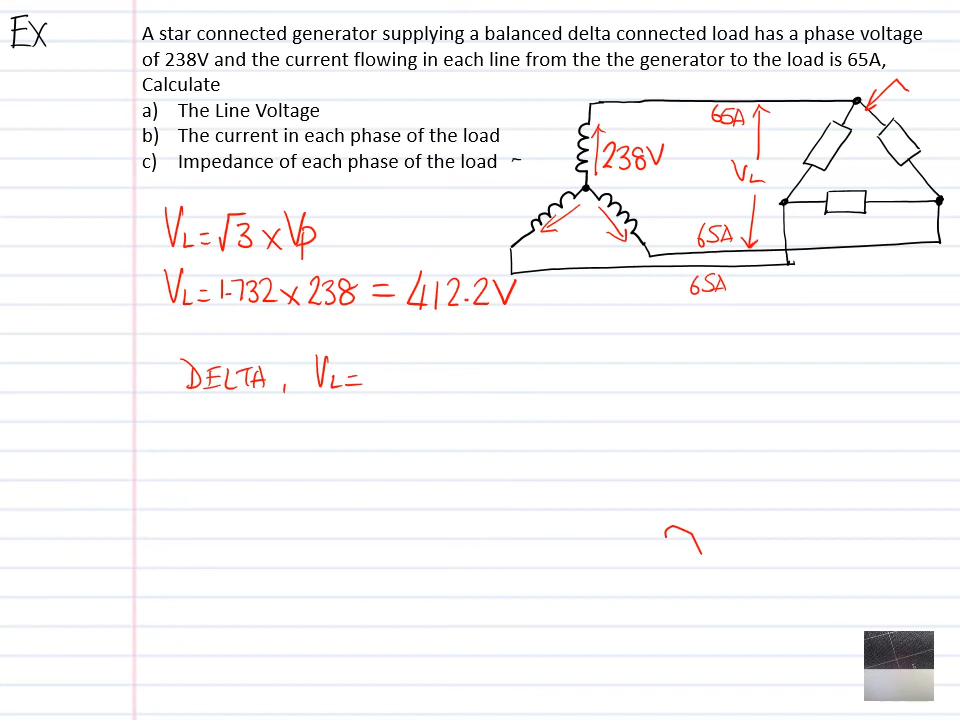 EX
A star connected generator supplying a balanced delta connected load has a phase voltage
of 238V and the current flowing in each line from the the generator to the load is 65A,
Calculate
a) The Line Voltage
b) The current in each phase of the load
c) Impedance of each phase of the load ~
65A
238V
VL
65A
65A
VL = √3 x Vp
VL = 1.732 x 238 = 412.2V
DELTA, VL =